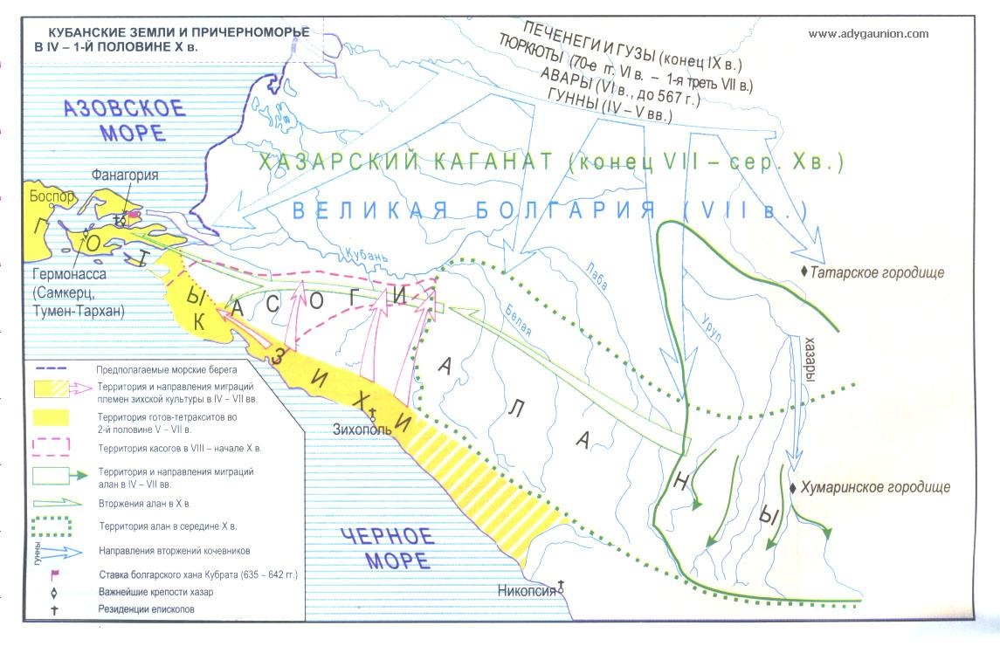 КУБАНСКИЕ ЗЕМЛИ И ПРИЧЕРНОМОРЬЕ
В IV – 1-Й ПОЛОВИНЕ X в.
www.adygaunion.com
ПЕЧЕНЕГИ И ГУЗЫ (конец IX в.)
ТЮРКЮТЫ (70-е гг. VI в. – 1-я треть VII в.)
АВАРЫ (VI в., до 567 г.)
ГУННЫ (IV – V вв.)
АЗОВСКОЕ
МОРЕ
ХАЗАРСКИЙ КАГАНАТ (конец VII – сер. Xв.)
ВЕЛИКАЯ БОЛГАРИЯ (VII в.)
Фанагория
Боспор
ГОТЫ
Гермонасса
(Самкерц,
Тумен-Тархан)
Кубань
Лаба
Белая
Уруп
Татарское городище
хазары
КАСОГИ
ЗИХИ
АЛАНЫ
Зихополь
Хумаринское городище
ЧЕРНОЕ
МОРЕ
Никопсия
Предполагаемые морские берега
Территория и направления миграций
племен зихской культуры в IV – VII вв.
Территория готов-тетракситов во
2-й половине V – VII в.
Территория касогов в VIII – начале X в.
Территория и направления миграций
алан в IV – VII вв.
Вторжения алан в X в.
Территория алан в середине X в.
гунны
Направления вторжений кочевников
Ставка болгарского хана Кубрата (635 – 642 гг.)
Важнейшие крепости хазар
Резиденции епископов